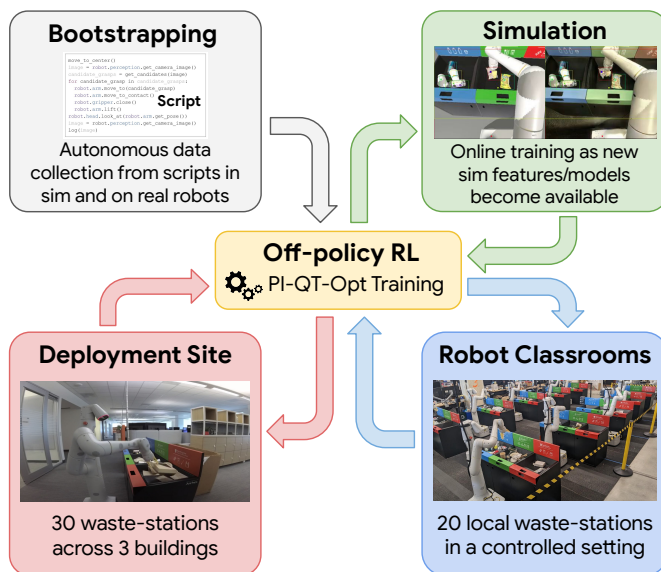 Bootstrapping
move_to_center()
image = robot.perception.get_camera_image()
candidate_grasps = get_candidates(image)
for candidate_grasp in candidate_grasps:
robot.arm.move_to(candidate_grasp)
robot.arm.move_to_contact()
robot.gripper.close()
robot.arm.lift()
robot.head.look_at(robot.arm.get_pose())
image = robot.perception.get_camera_image()
log(image)
Script
Autonomous data
collection from scripts in
sim and on real robots
Simulation
Online training as new
sim features/models
become available
Off-policy RL
PI-QT-Opt Training
Deployment Site
30 waste-stations
across 3 buildings
Robot Classrooms
20 local waste-stations
in a controlled setting